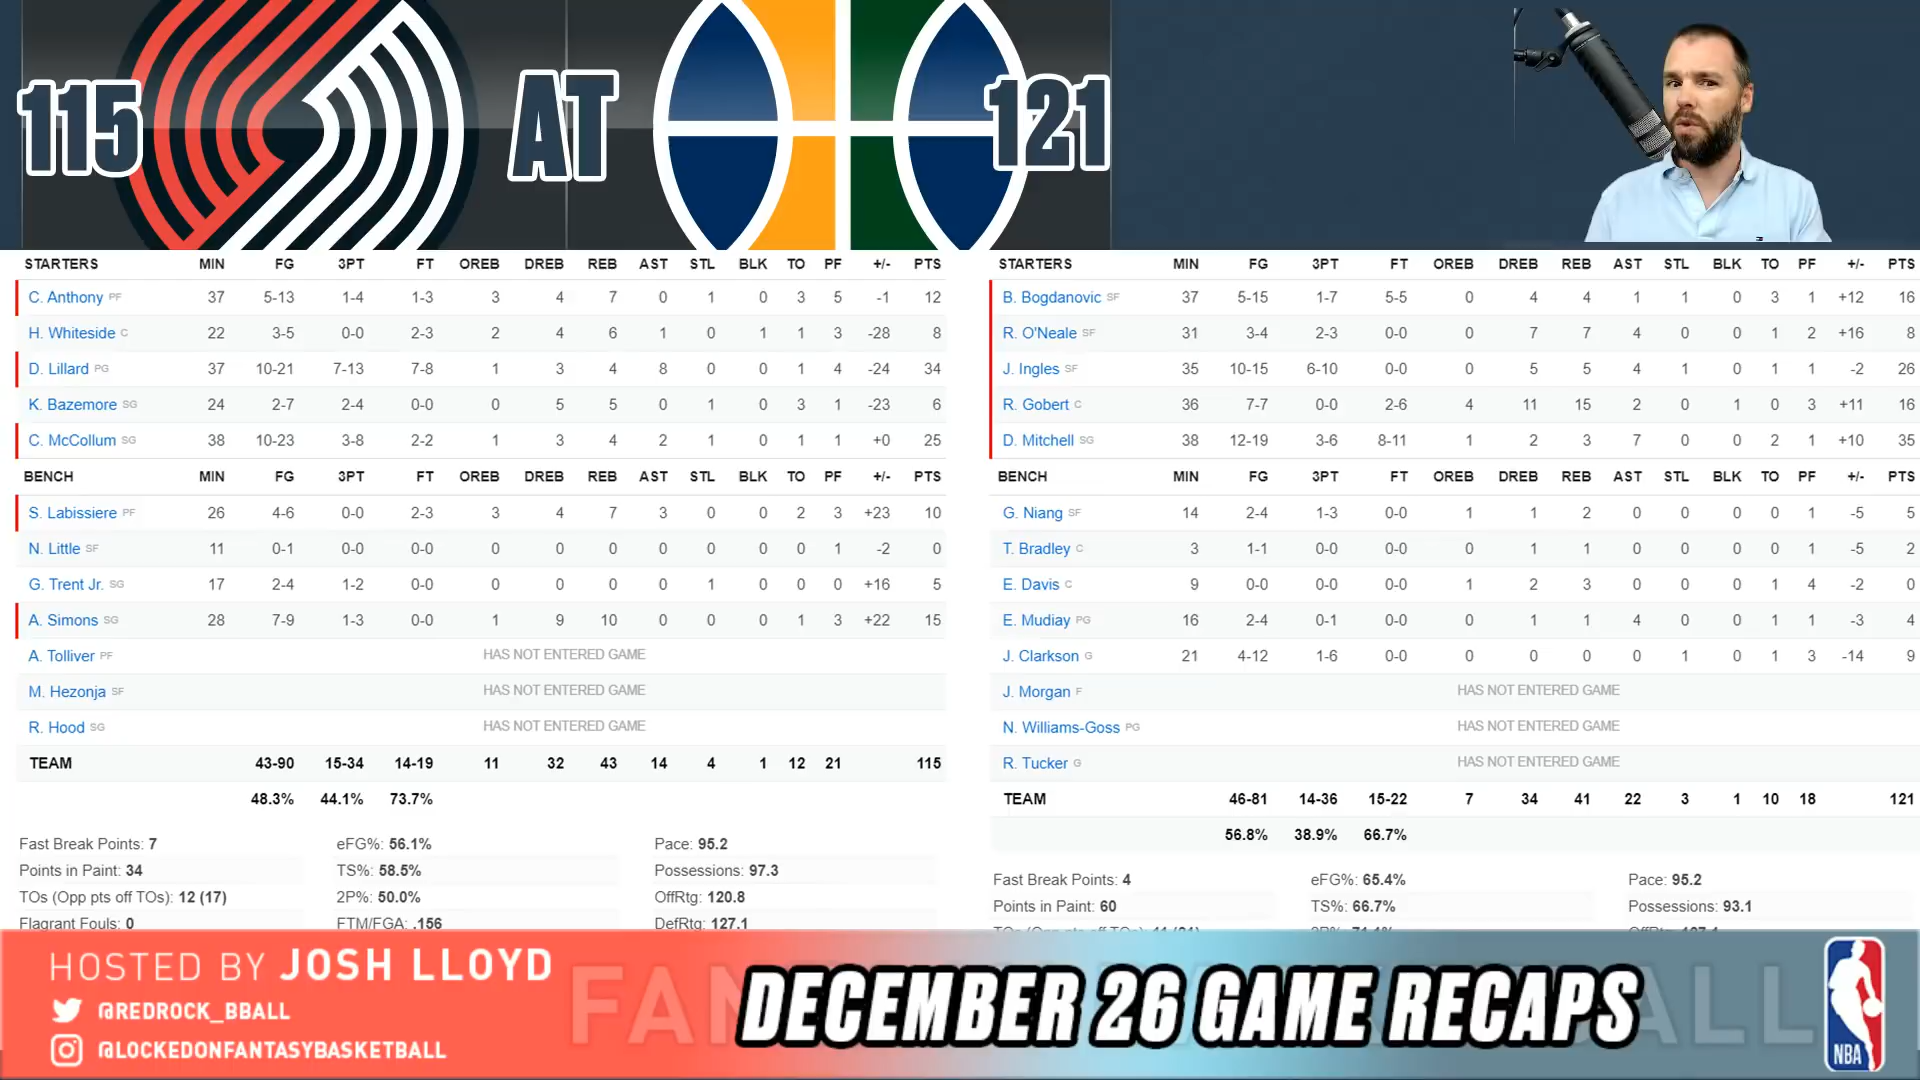 115 AT 121
STARTERS MIN FG 3PT FT OREB DREB REB AST STL BLK TO PF +/- PTS
C. Anthony PF 37 5-13 1-4 1-3 3 4 7 0 1 0 3 5 -1 12
H. Whiteside C 22 3-5 0-0 2-3 2 4 6 1 0 1 1 3 -28 8
D. Lillard PG 37 10-21 7-13 7-8 1 3 4 8 0 0 1 4 -24 34
K. Bazemore SG 24 2-7 2-4 0-0 0 5 5 0 1 0 3 1 -23 6
C. McCollum SG 38 10-23 3-8 2-2 1 3 4 2 1 0 1 1 +0 25
BENCH MIN FG 3PT FT OREB DREB REB AST STL BLK TO PF +/- PTS
S. Labissiere PF 26 4-6 0-0 2-3 3 4 7 3 0 0 2 3 +23 10
N. Little SF 11 0-1 0-0 0-0 0 0 0 0 0 0 0 1 -2 0
G. Trent Jr. SG 17 2-4 1-2 0-0 0 0 0 0 1 0 0 0 +16 5
A. Simons SG 28 7-9 1-3 0-0 1 9 10 0 0 0 1 3 +22 15
A. Tolliver PF HAS NOT ENTERED GAME
M. Hezonja SF HAS NOT ENTERED GAME
R. Hood SG HAS NOT ENTERED GAME
TEAM 43-90 15-34 14-19 11 32 43 14 4 1 12 21 115
48.3% 44.1% 73.7%
Fast Break Points: 7 eFG%: 56.1% Pace: 95.2
Points in Paint: 34 TS%: 58.5% Possessions: 97.3
TOs (Opp pts off TOs): 12 (17) 2P%: 50.0% OffRtg: 120.8
Flagrant Fouls: 0 FTM/FGA: .156 DefRtg: 127.1
STARTERS MIN FG 3PT FT OREB DREB REB AST STL BLK TO PF +/- PTS
B. Bogdanovic SF 37 5-15 1-7 5-5 0 4 4 1 1 0 3 1 +12 16
R. O'Neale SF 31 3-4 2-3 0-0 0 7 7 4 0 0 1 2 +16 8
J. Ingles SF 35 10-15 6-10 0-0 0 5 5 4 1 0 1 1 -2 26
R. Gobert C 36 7-7 0-0 2-6 4 11 15 2 0 1 0 3 +11 16
D. Mitchell SG 38 12-19 3-6 8-11 1 2 3 7 0 0 2 1 +10 35
BENCH MIN FG 3PT FT OREB DREB REB AST STL BLK TO PF +/- PTS
G. Niang SF 14 2-4 1-3 0-0 1 1 2 0 0 0 0 1 -5 5
T. Bradley C 3 1-1 0-0 0-0 0 1 1 0 0 0 0 1 -5 2
E. Davis C 9 0-0 0-0 0-0 1 2 3 0 0 0 1 4 -2 0
E. Mudiay PG 16 2-4 0-1 0-0 0 1 1 4 0 0 1 1 -3 4
J. Clarkson G 21 4-12 1-6 0-0 0 0 0 0 1 0 1 3 -14 9
J. Morgan F HAS NOT ENTERED GAME
N. Williams-Goss PG HAS NOT ENTERED GAME
R. Tucker G HAS NOT ENTERED GAME
TEAM 46-81 14-36 15-22 7 34 41 22 3 1 10 18 121
56.8% 38.9% 66.7%
Fast Break Points: 4 eFG%: 65.4% Pace: 95.2
Points in Paint: 60 TS%: 66.7% Possessions: 93.1
HOSTED BY JOSH LLOYD
@REDROCK_BBALL
@LOCKEDONFANTASYBASKETBALL
DECEMBER 26 GAME RECAPS
NBA